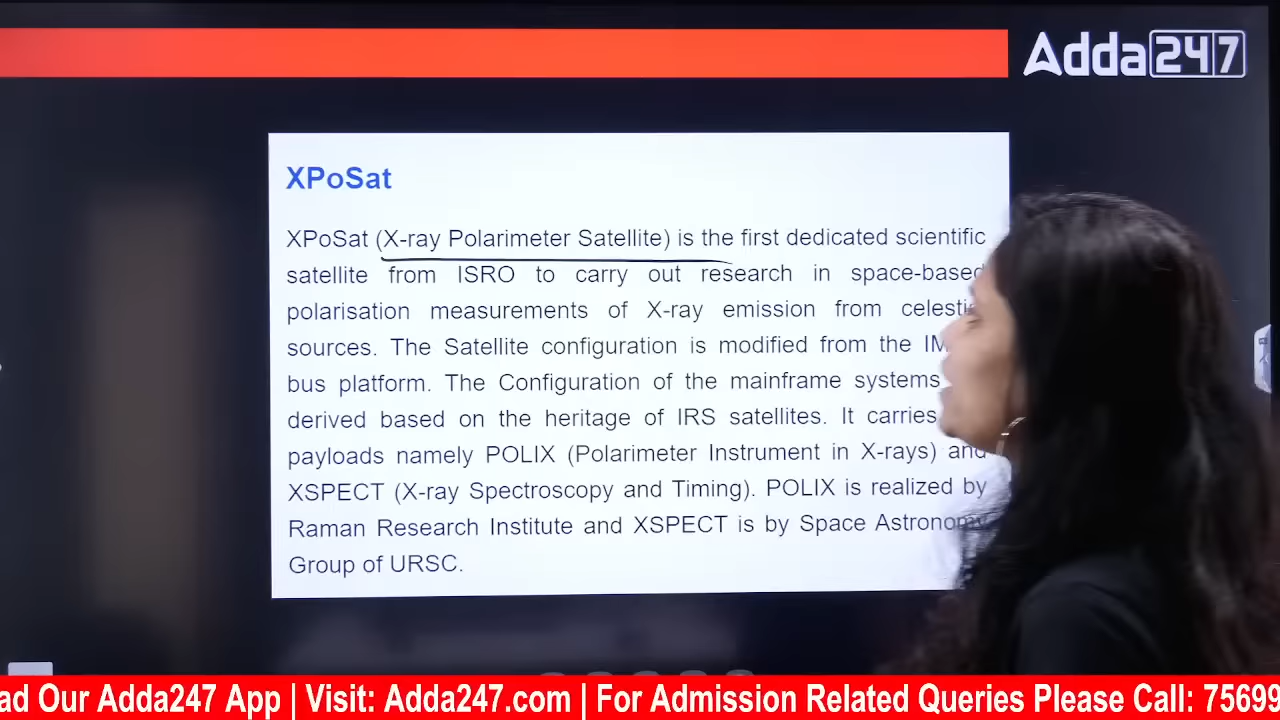 Adda247
XPoSat
XPoSat (X-ray Polarimeter Satellite) is the first dedicated scientific
satellite from ISRO to carry out research in space-based
polarisation measurements of X-ray emission from
sources. The Satellite configuration is modified from the
bus platform. The Configuration of the mainframe systems
derived based on the heritage of IRS satellites. It carries
payloads namely POLIX (Polarimeter Instrument in X-rays) and
XSPECT (X-ray Spectroscopy and Timing). POLIX is realized by
Raman Research Institute and XSPECT is by Space Astronomy
Group of URSC.
ad Our Adda247 App | Visit: Adda247.com | For Admission Related Queries Please Call: 75699